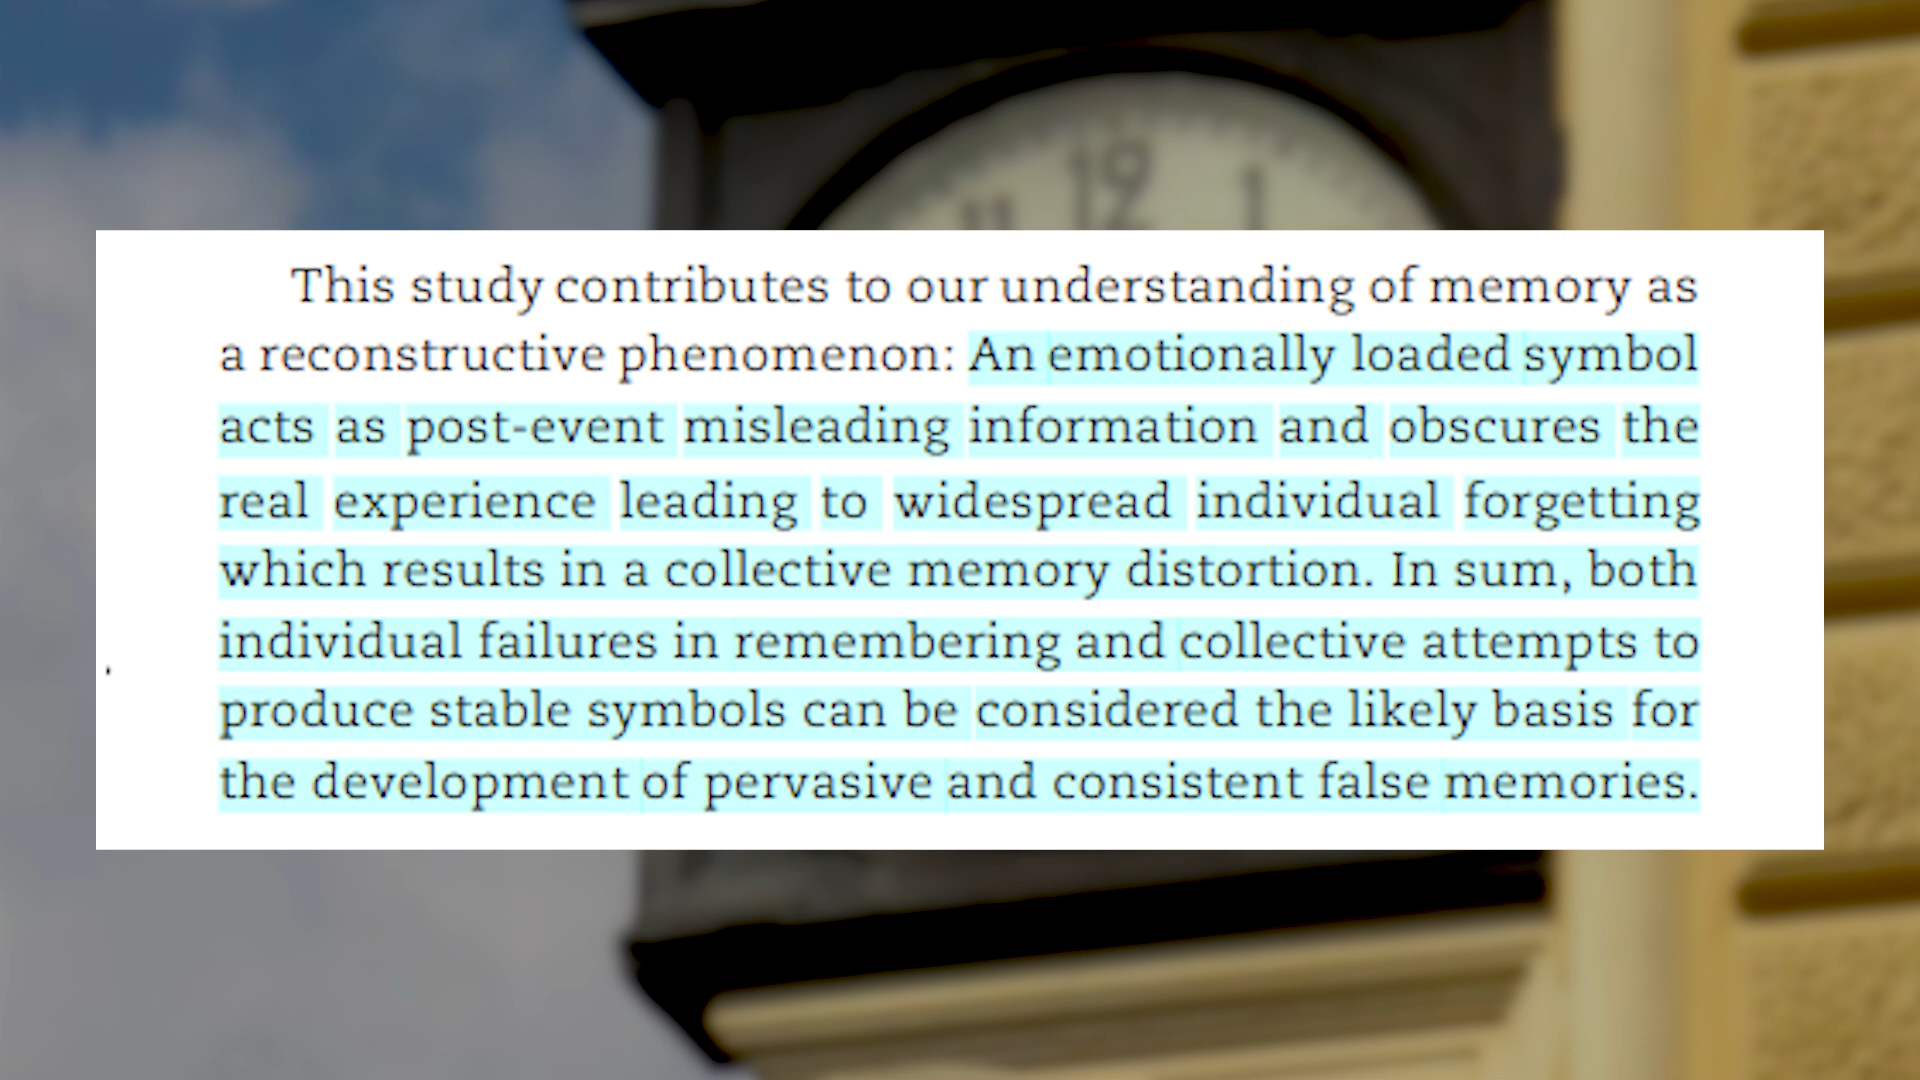 12
1
11
This study contributes to our understanding of memory as
a reconstructive phenomenon: An emotionally loaded symbol
acts as post-event misleading information and obscures the
real experience leading to widespread individual forgetting
which results in a collective memory distortion. In sum, both
individual failures in remembering and collective attempts to
produce stable symbols can be considered the likely basis for
the development of pervasive and consistent false memories.